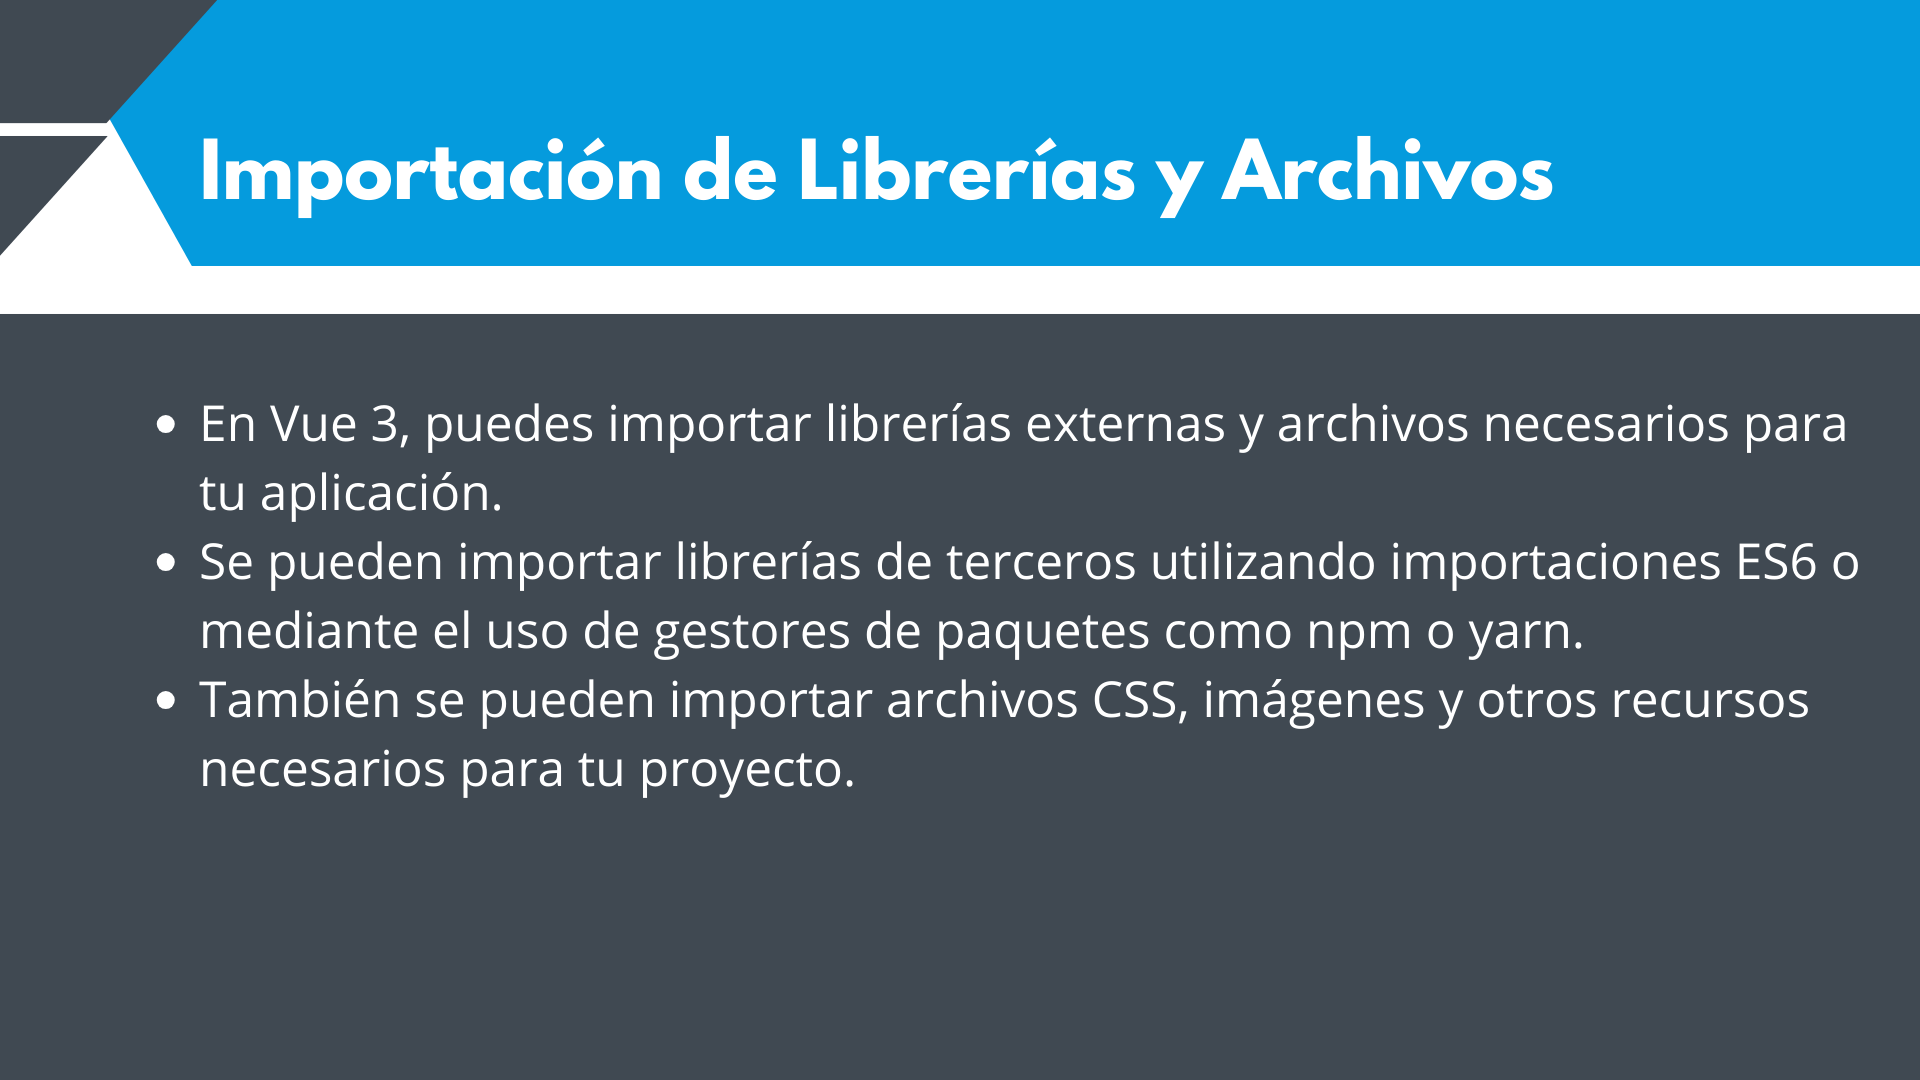 Importación de Librerías y Archivos
• En Vue 3, puedes importar librerías externas y archivos necesarios para
tu aplicación.
• Se pueden importar librerías de terceros utilizando importaciones ES6 o
mediante el uso de gestores de paquetes como npm o yarn.
• También se pueden importar archivos CSS, imágenes y otros recursos
necesarios para tu proyecto.